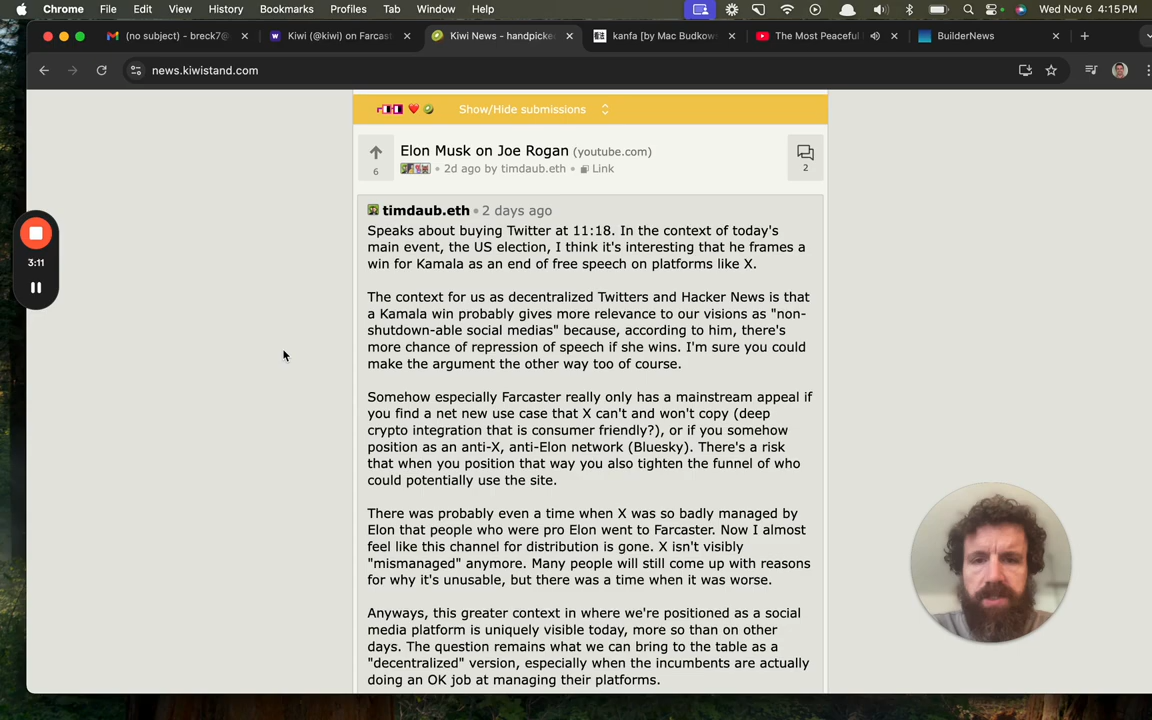 Chrome File Edit View History Bookmarks Profiles Tab Window Help Wed Nov 6 4:15 PM
(no subject) - breck7@ Kiwi (@kiwi) on Farcast Kiwi News - handpicke kanfa [by Mac Budkow The Most Peaceful BuilderNews
news.kiwistand.com
Show/Hide submissions
Elon Musk on Joe Rogan (youtube.com)
6 2d ago by timdaub.eth • Link 2
timdaub.eth • 2 days ago
Speaks about buying Twitter at 11:18. In the context of today's
main event, the US election, I think it's interesting that he frames a
win for Kamala as an end of free speech on platforms like X.
The context for us as decentralized Twitters and Hacker News is that
a Kamala win probably gives more relevance to our visions as "non-
shutdown-able social medias" because, according to him, there's
more chance of repression of speech if she wins. I'm sure you could
make the argument the other way too of course.
Somehow especially Farcaster really only has a mainstream appeal if
you find a net new use case that X can't and won't copy (deep
crypto integration that is consumer friendly?), or if you somehow
position as an anti-X, anti-Elon network (Bluesky). There's a risk
that when you position that way you also tighten the funnel of who
could potentially use the site.
There was probably even a time when X was so badly managed by
Elon that people who were pro Elon went to Farcaster. Now I almost
feel like this channel for distribution is gone. X isn't visibly
"mismanaged" anymore. Many people will still come up with reasons
for why it's unusable, but there was a time when it was worse.
Anyways, this greater context in where we're positioned as a social
media platform is uniquely visible today, more so than on other
days. The question remains what we can bring to the table as a
"decentralized" version, especially when the incumbents are actually
doing an OK job at managing their platforms.
3:11